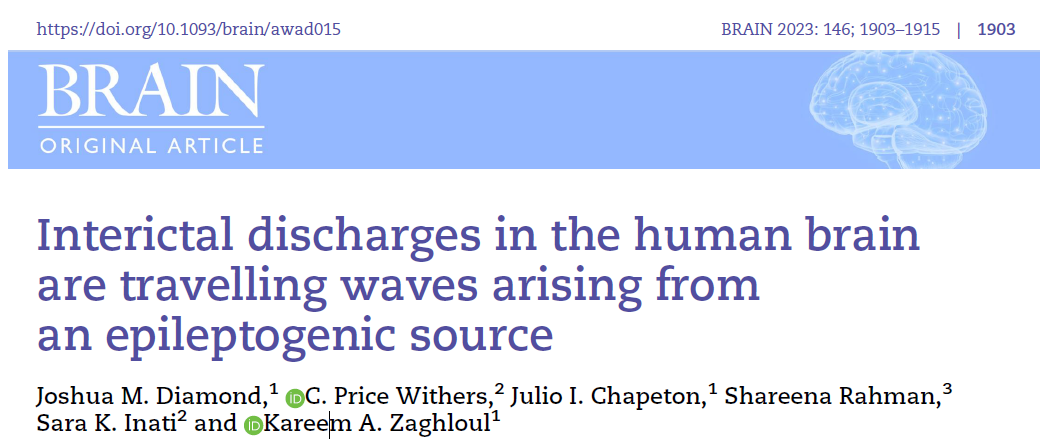 https://doi.org/10.1093/brain/awad015 BRAIN 2023: 146; 1903–1915 | 1903
BRAIN
ORIGINAL ARTICLE
Interictal discharges in the human brain
are travelling waves arising from
an epileptogenic source
Joshua M. Diamond,¹ iD C. Price Withers,² Julio I. Chapeton,¹ Shareena Rahman,³
Sara K. Inati² and iD Kareem A. Zaghloul¹